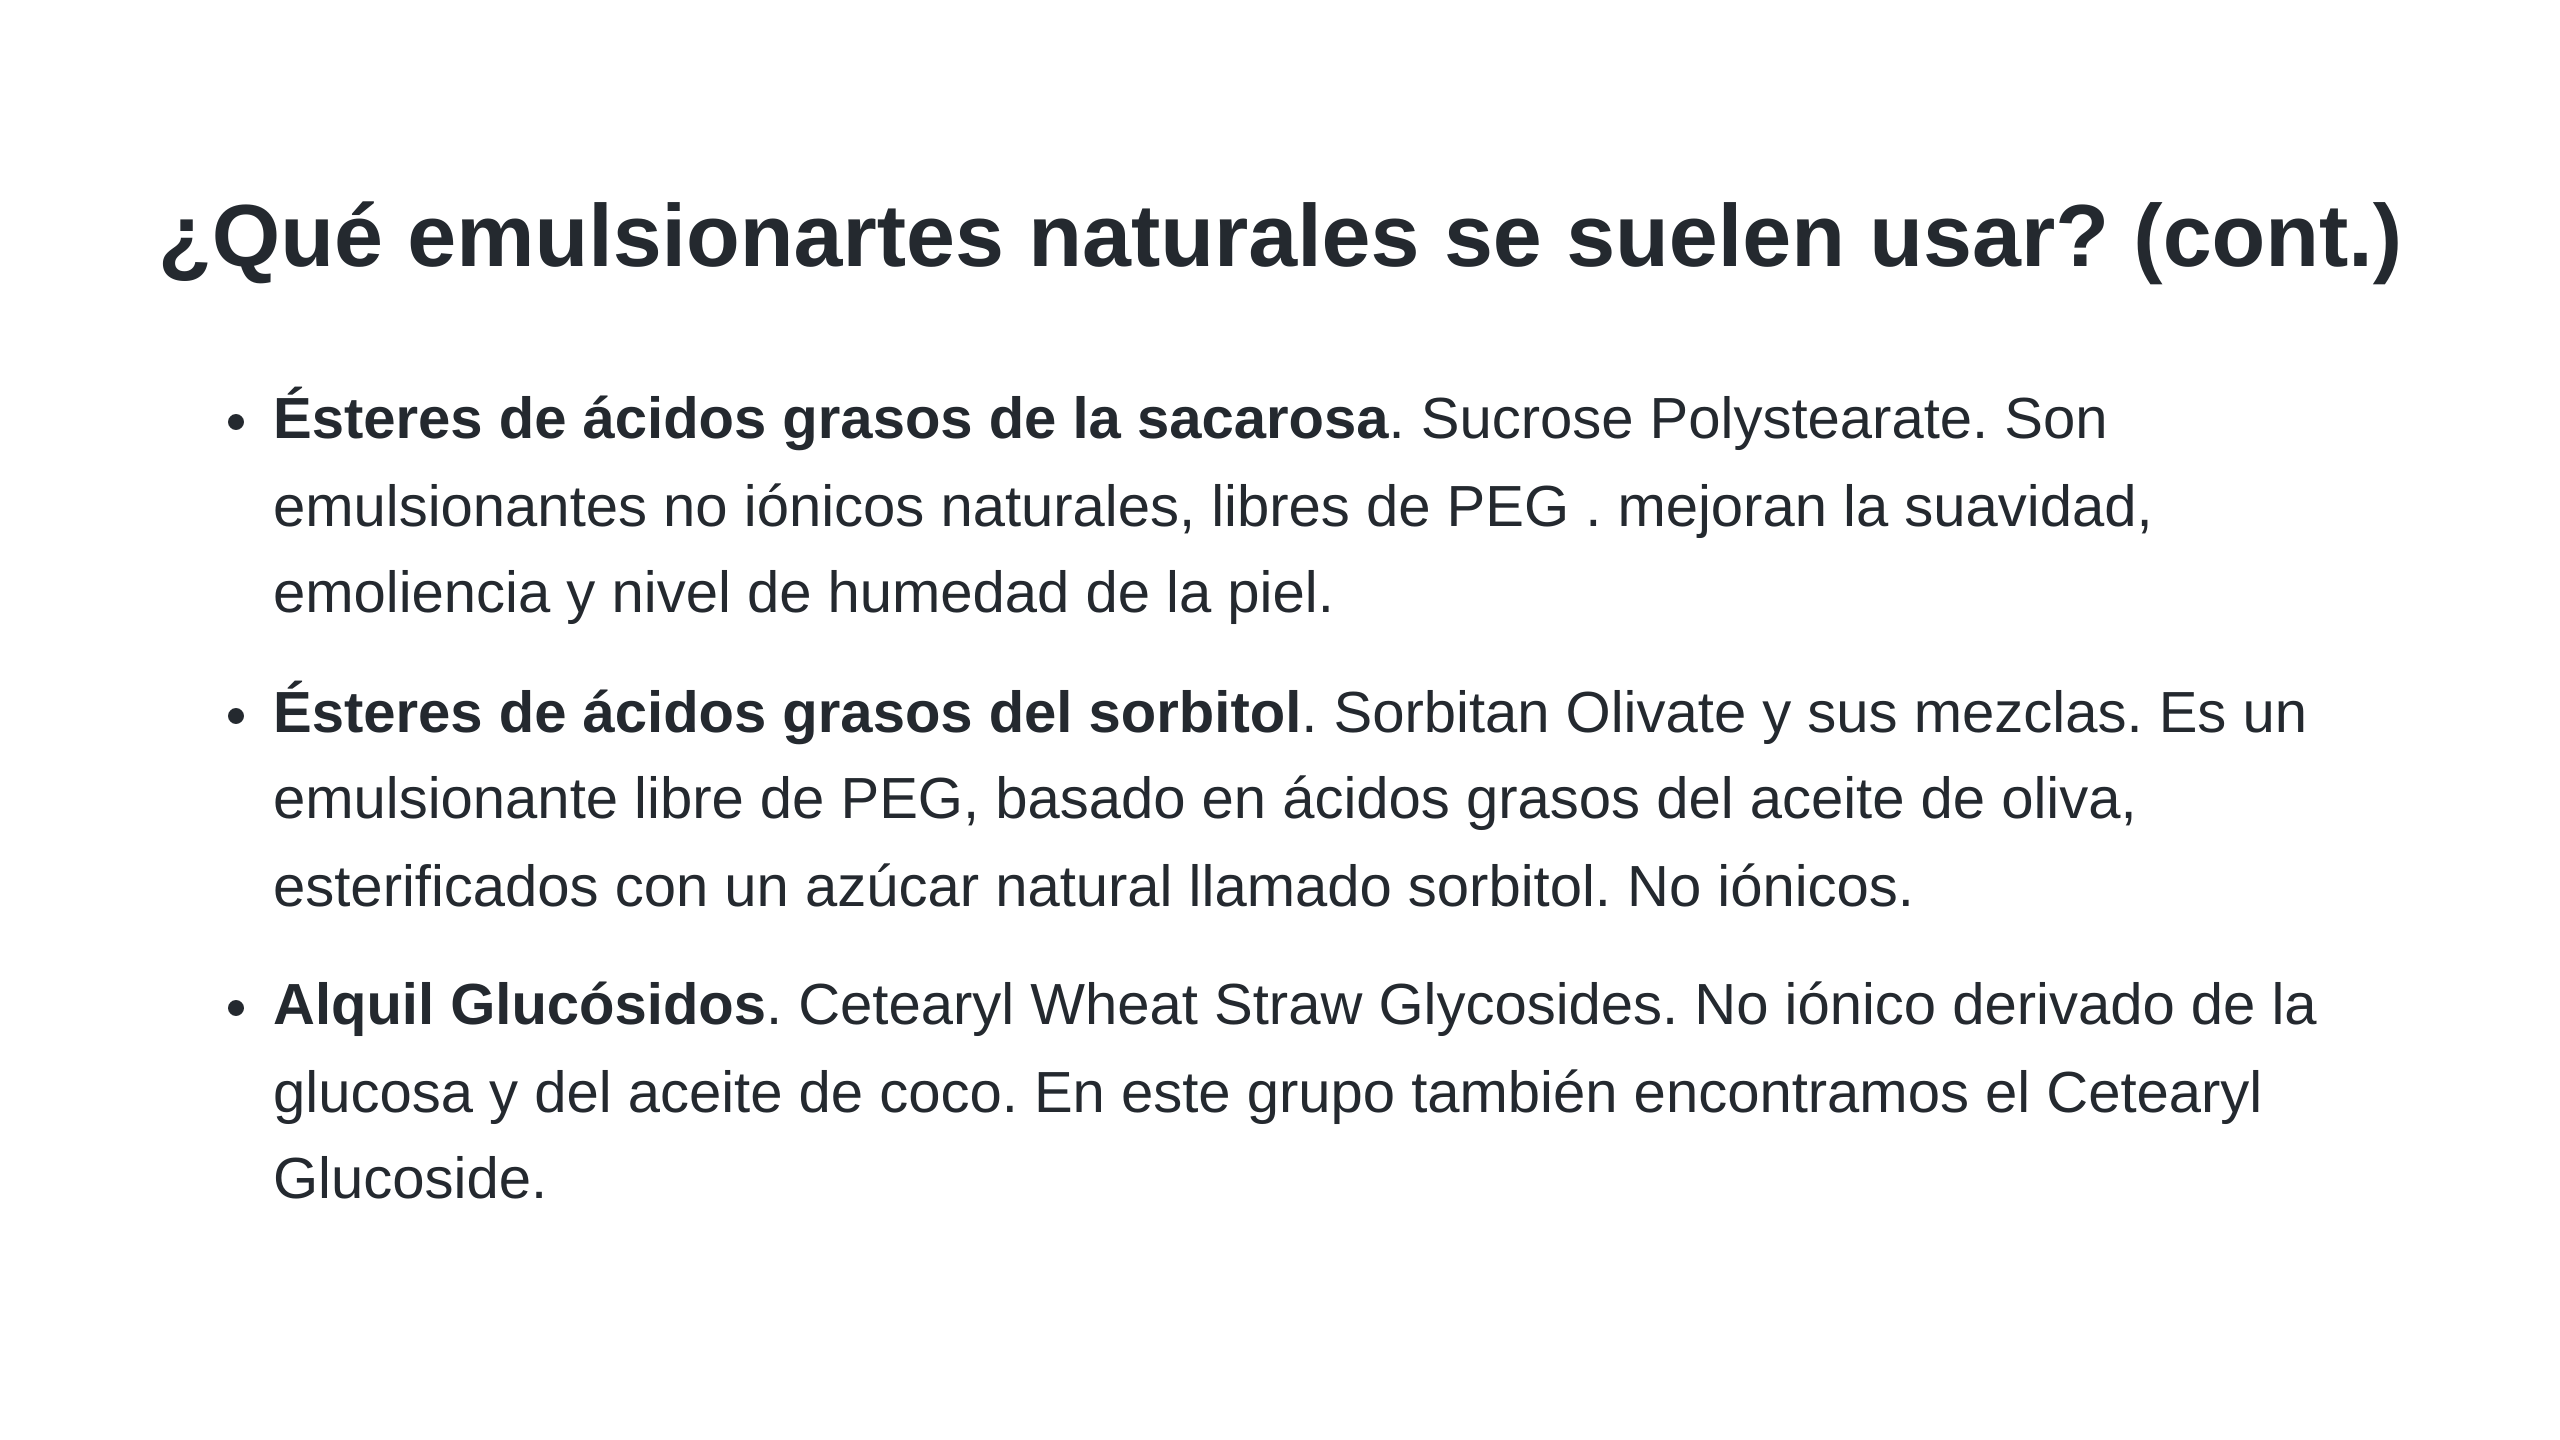 ¿Qué emulsionartes naturales se suelen usar? (cont.)
• Ésteres de ácidos grasos de la sacarosa. Sucrose Polystearate. Son
emulsionantes no iónicos naturales, libres de PEG . mejoran la suavidad,
emoliencia y nivel de humedad de la piel.
• Ésteres de ácidos grasos del sorbitol. Sorbitan Olivate y sus mezclas. Es un
emulsionante libre de PEG, basado en ácidos grasos del aceite de oliva,
esterificados con un azúcar natural llamado sorbitol. No iónicos.
• Alquil Glucósidos. Cetearyl Wheat Straw Glycosides. No iónico derivado de la
glucosa y del aceite de coco. En este grupo también encontramos el Cetearyl
Glucoside.